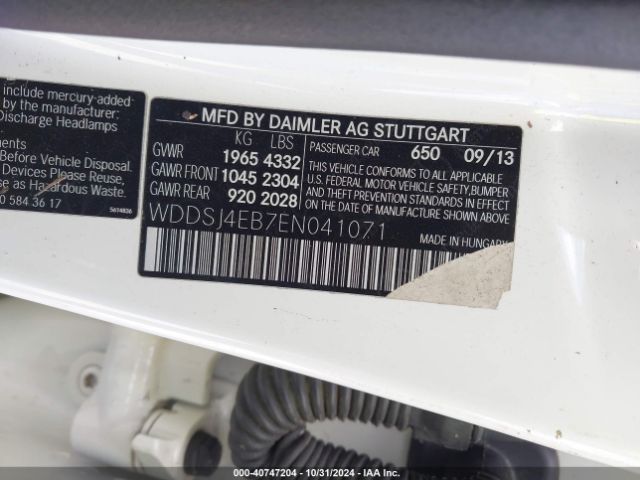 include mercury-added
by the
Discharge Headlamps
Before Vehicle Disposal.
Please Reuse,
as Hazardous Waste.
0 584 36 17
5614836
MFD BY DAIMLER AG STUTTGART
KG LBS
GVWR 1965 4332
GAWR FRONT 1045 2304
GAWR REAR 920 2028
PASSENGER CAR 650 09/13
THIS VEHICLE CONFORMS TO ALL APPLICABLE
U.S. FEDERAL MOTOR VEHICLE SAFETY, BUMPER
AND THEFT PREVENTION STANDARDS IN EFFECT
ON THE DATE OF MANUFACTURE SHOWN ABOVE.
WDDSJ4EB7EN041071
MADE IN HUNGARY
000-40747204 - 10/31/2024 - IAA Inc.